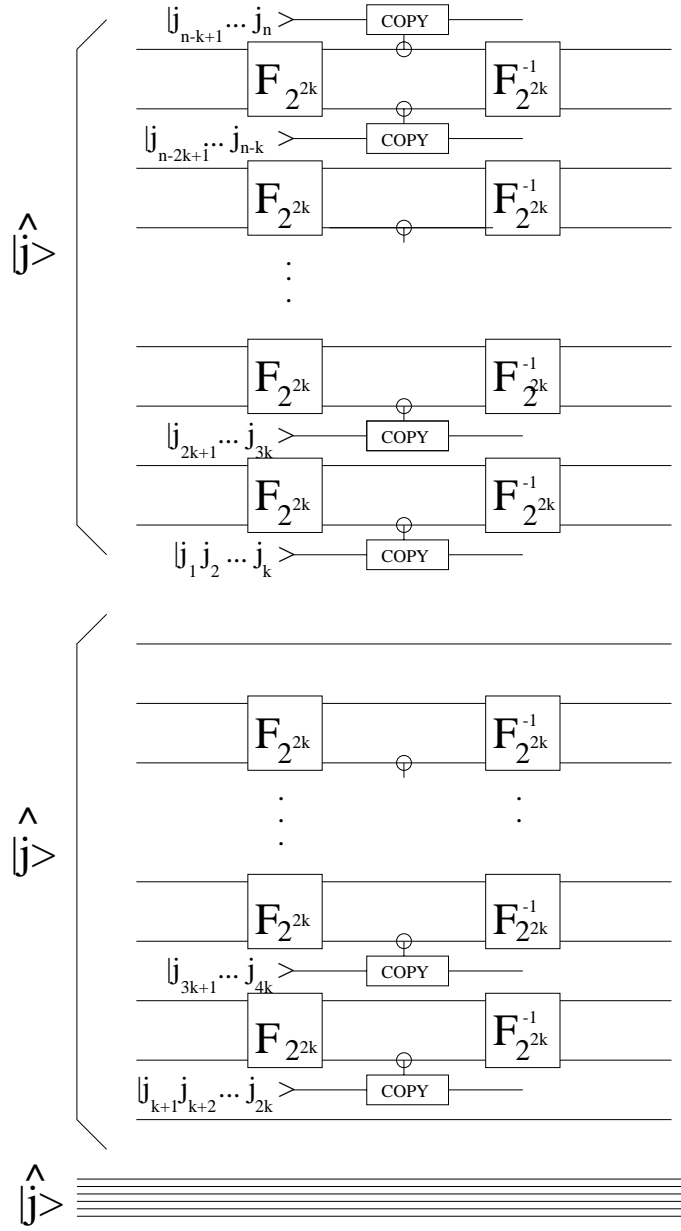 |j_{n-k+1} ... j_n > COPY
F_{2^{2k}} F^{-1}_{2^{2k}}
|j_{n-2k+1} ... j_{n-k} > COPY
F_{2^{2k}} F^{-1}_{2^{2k}}
|ĵ>
F_{2^{2k}} F^{-1}_{2^{2k}}
|j_{2k+1} ... j_{3k} > COPY
F_{2^{2k}} F^{-1}_{2^{2k}}
|j_1 j_2 ... j_k > COPY
F_{2^{2k}} F^{-1}_{2^{2k}}
|ĵ>
F_{2^{2k}} F^{-1}_{2^{2k}}
|j_{3k+1} ... j_{4k} > COPY
F_{2^{2k}} F^{-1}_{2^{2k}}
|j_{k+1} j_{k+2} ... j_{2k} > COPY
|ĵ>